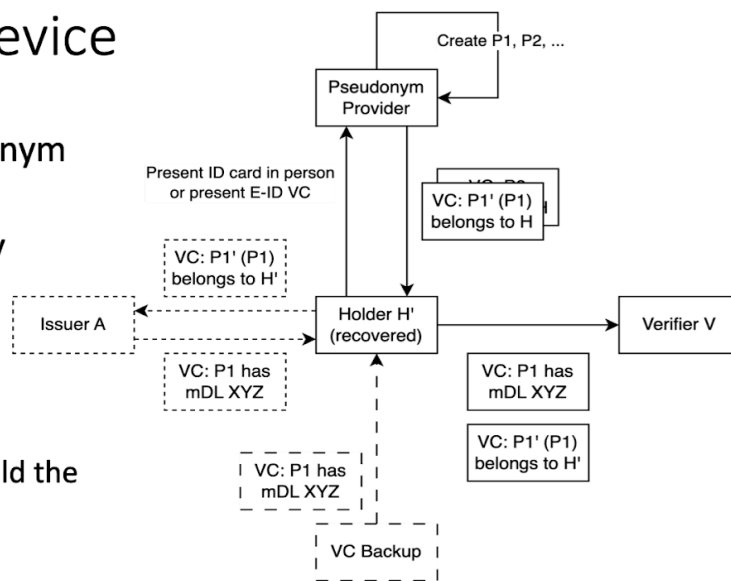 evice
Create P1, P2, ...
Pseudonym
Provider
nym
Present ID card in person
or present E-ID VC
VC: P1' (P1)
belongs to H
VC: P1' (P1)
belongs to H'
Issuer A
Holder H'
(recovered)
Verifier V
VC: P1 has
mDL XYZ
VC: P1 has
mDL XYZ
VC: P1' (P1)
belongs to H'
ld the
VC: P1 has
mDL XYZ
VC Backup